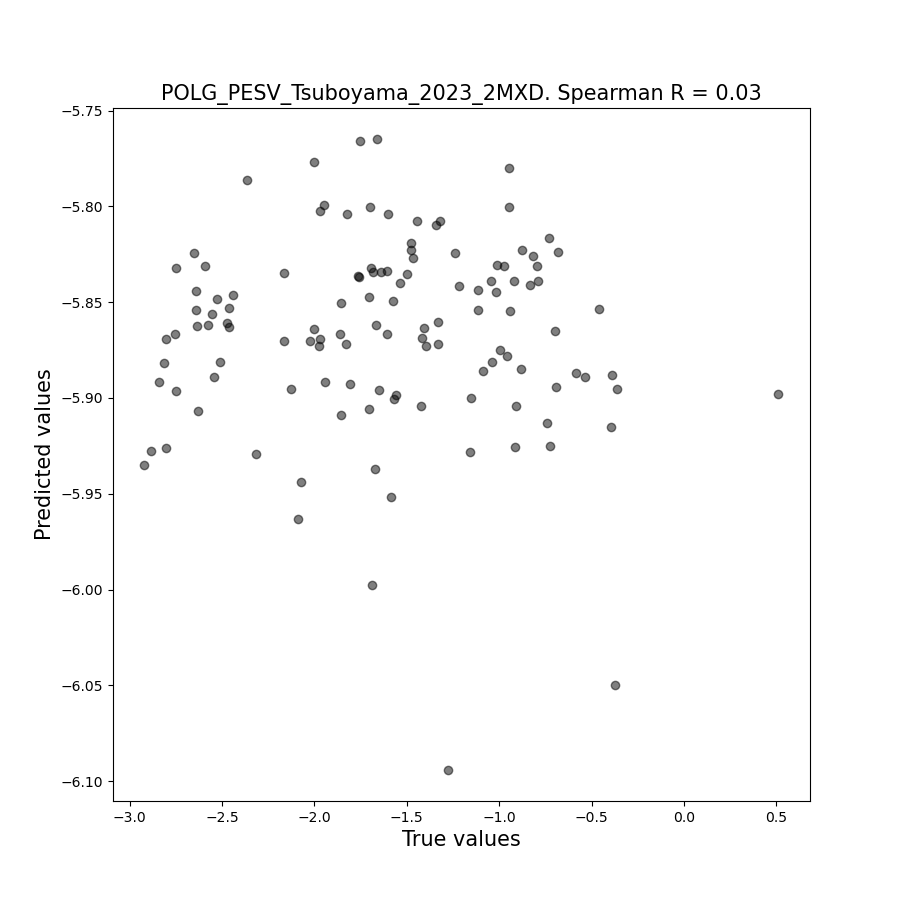 POLG_PESV_Tsuboyama_2023_2MXD. Spearman R = 0.03
−5.75
−5.80
−5.85
−5.90
−5.95
−6.00
−6.05
−6.10
Predicted values
−3.0 −2.5 −2.0 −1.5 −1.0 −0.5 0.0 0.5
True values